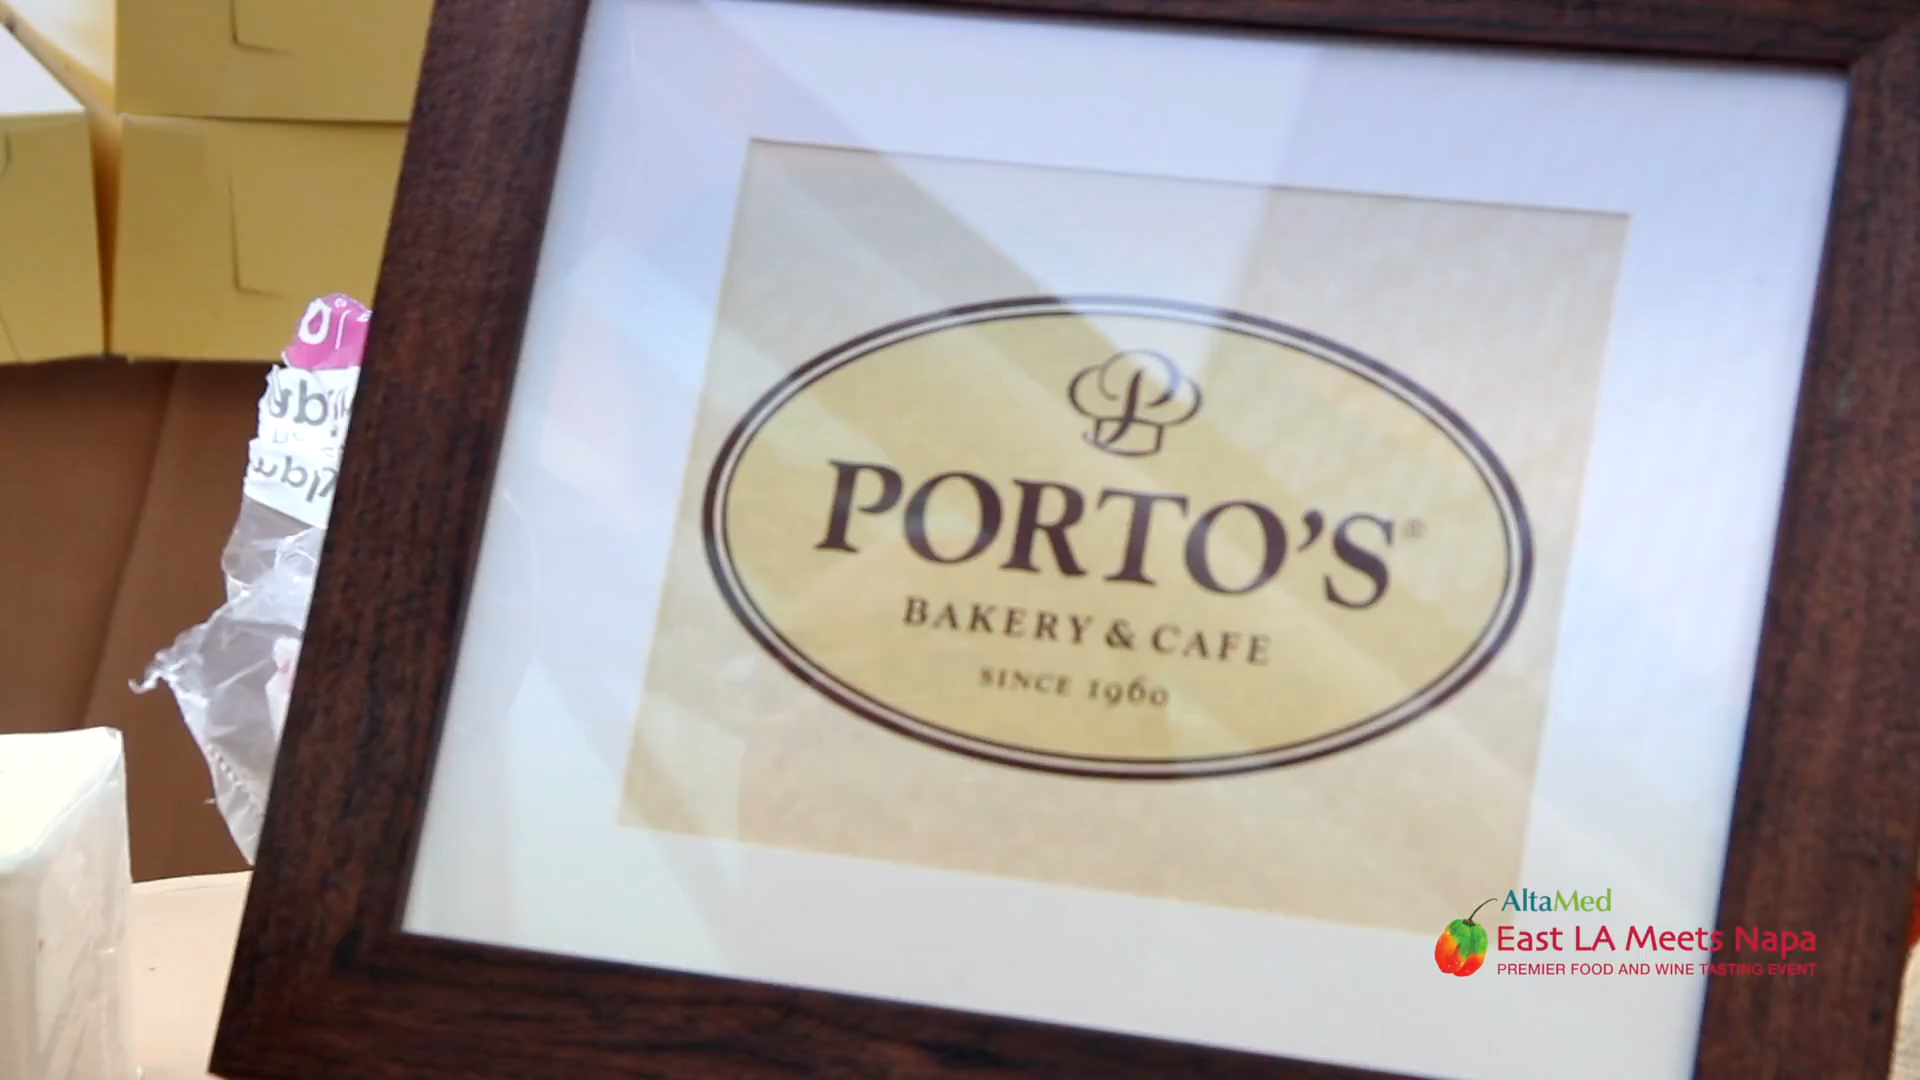 PORTO'S®
BAKERY & CAFE
SINCE 1960
AltaMed
East LA Meets Napa
PREMIER FOOD AND WINE TASTING EVENT